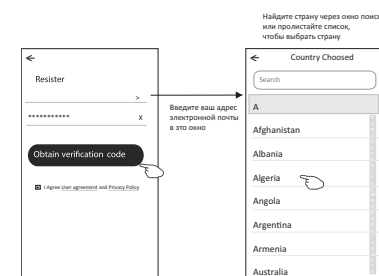 Найдите страну через окно поиск
или пролистайте список,
чтобы выбрать страну
Resister
>
*********** x
Obtain verification code
I Agree User agreement and Privacy Policy
Введите ваш адрес
электронной почты
в это окно
Country Choosed
Search
A
Afghanistan
Albania
Algeria
Angola
Argentina
Armenia
Australia